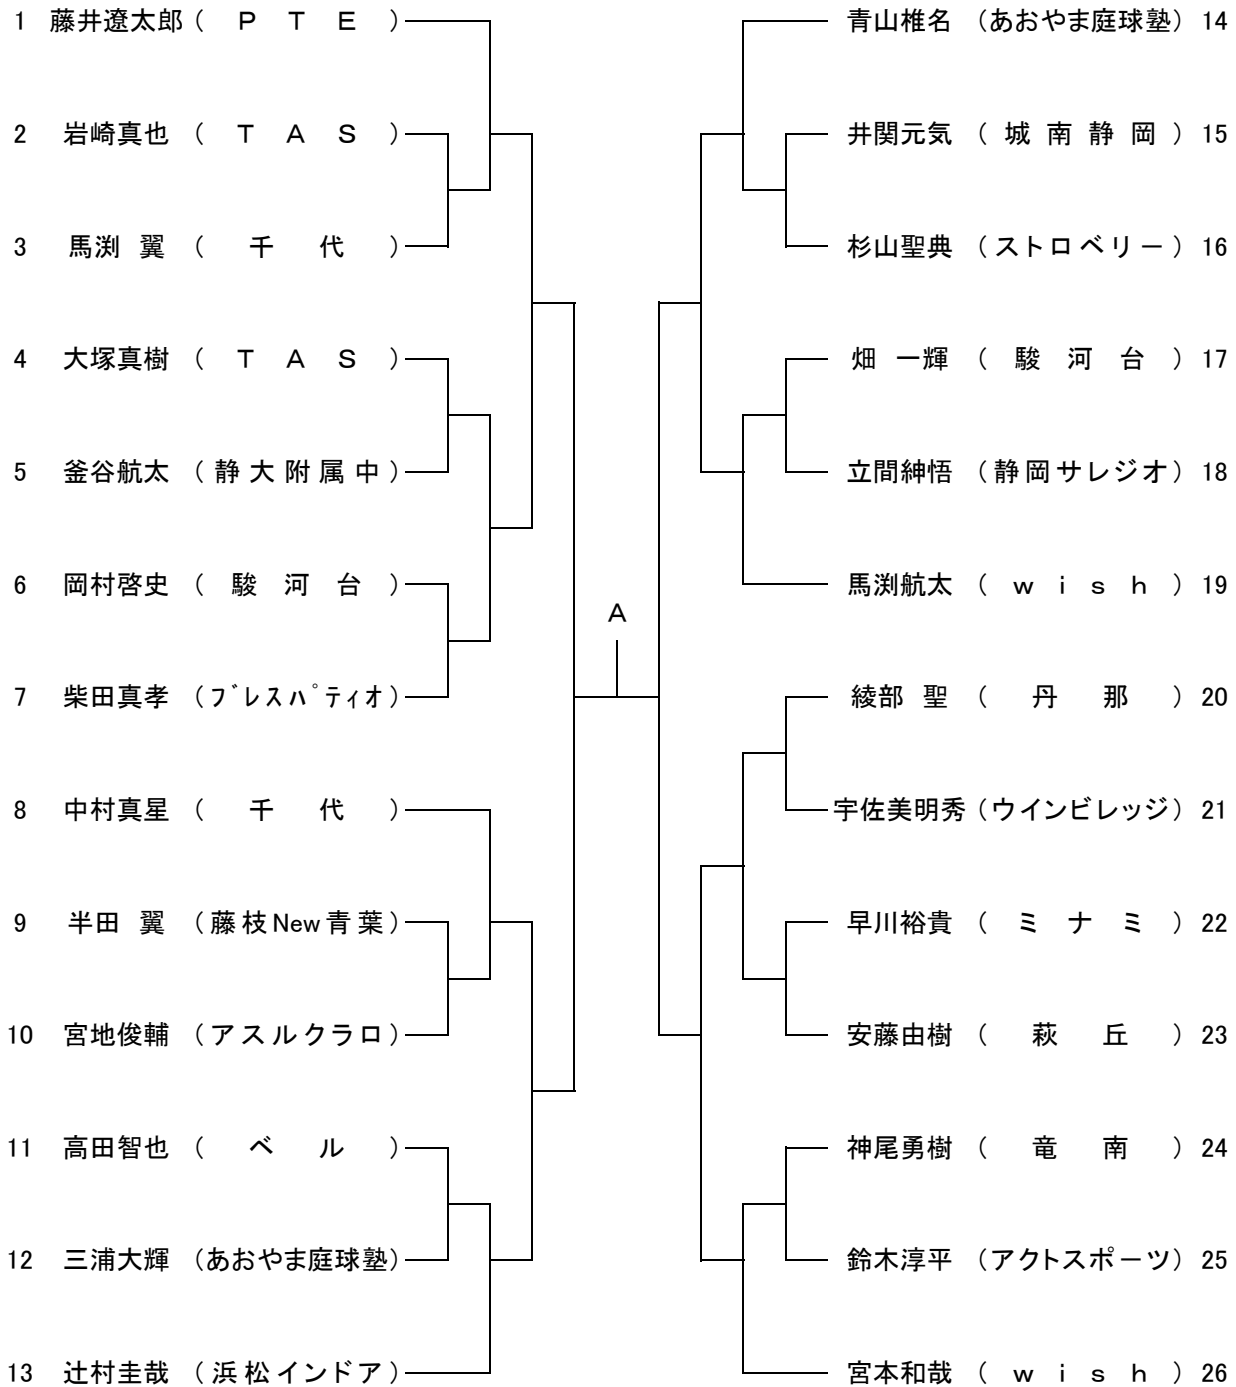 1 藤井遼太郎 ( P T E )
2 岩崎真也 ( T A S )
3 馬渕 翼 ( 千 代 )
4 大塚真樹 ( T A S )
5 釜谷航太 ( 静大附属中 )
6 岡村啓史 ( 駿 河 台 )
7 柴田真孝 (ブレスパティオ)
8 中村真星 ( 千 代 )
9 半田 翼 (藤枝New青葉)
10 宮地俊輔 (アスルクラロ)
11 高田智也 ( ベ ル )
12 三浦大輝 (あおやま庭球塾)
13 辻村圭哉 (浜松インドア)
A
青山椎名 (あおやま庭球塾) 14
井関元気 ( 城南静岡 ) 15
杉山聖典 (ストロベリー) 16
畑 一輝 ( 駿 河 台 ) 17
立間紳悟 (静岡サレジオ) 18
馬渕航太 ( w i s h ) 19
綾部 聖 ( 丹 那 ) 20
宇佐美明秀 (ウインビレッジ) 21
早川裕貴 ( ミ ナ ミ ) 22
安藤由樹 ( 萩 丘 ) 23
神尾勇樹 ( 竜 南 ) 24
鈴木淳平 (アクトスポーツ) 25
宮本和哉 ( w i s h ) 26